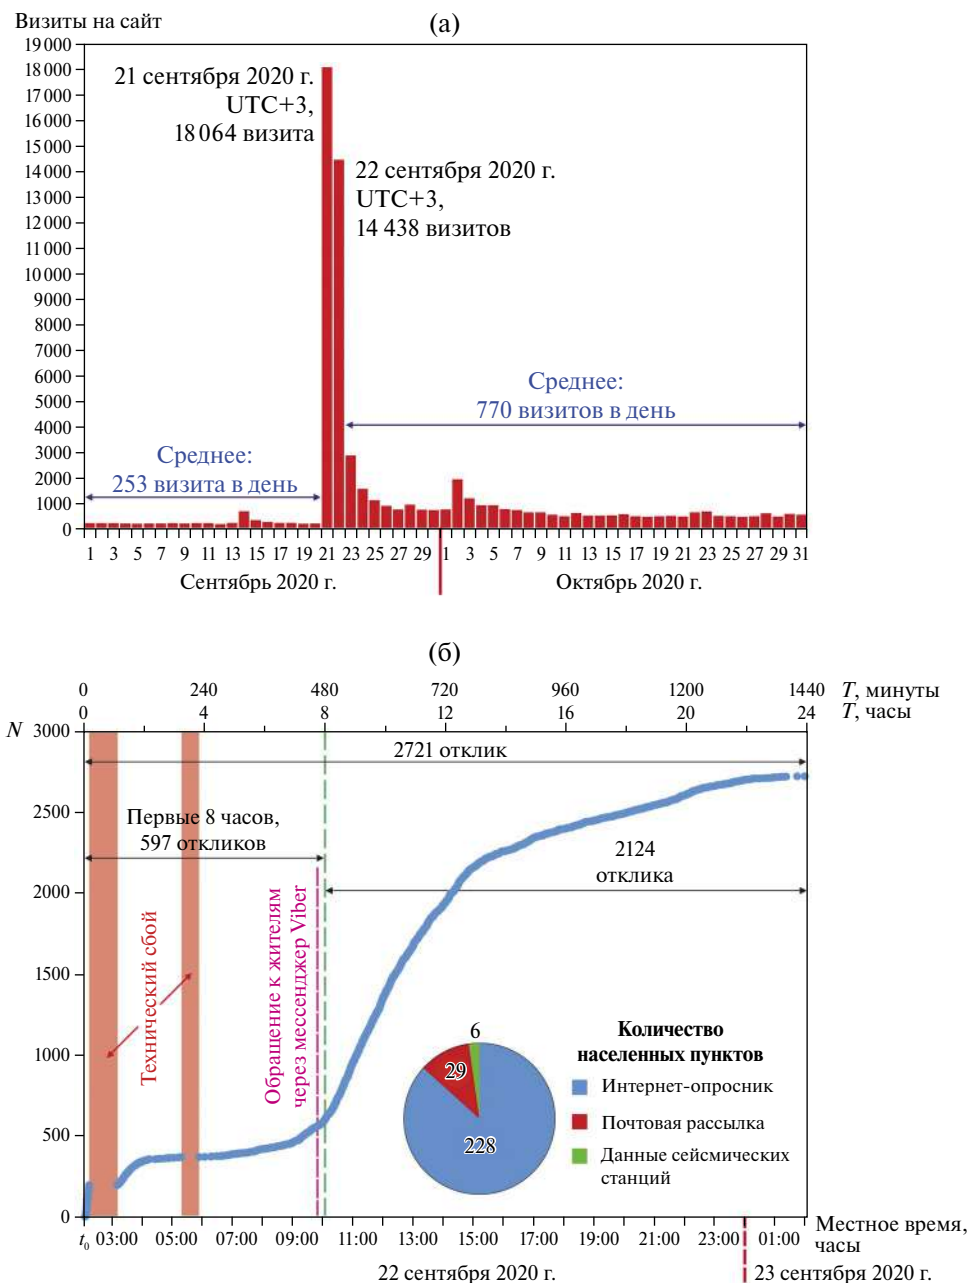 Визиты на сайт
(а)
19 000
18 000
17 000
16 000
15 000
14 000
13 000
12 000
11 000
10 000
9000
8000
7000
6000
5000
4000
3000
2000
1000
0
21 сентября 2020 г.
UTC+3,
18 064 визита
22 сентября 2020 г.
UTC+3,
14 438 визитов
Среднее:
770 визитов в день
Среднее:
253 визита в день
1 3 5 7 9 11 13 15 17 19 21 23 25 27 29 1 3 5 7 9 11 13 15 17 19 21 23 25 27 29 31
Сентябрь 2020 г.
Октябрь 2020 г.
(б)
0 240 480 720 960 1200 1440 T, минуты
0 4 8 12 16 20 24 T, часы
N
3000
2500
2000
1500
1000
500
0
2721 отклик
Первые 8 часов,
597 откликов
2124
отклика
Технический сбой
Обращение к жителям
через мессенджер Viber
6
29
228
Количество
населенных пунктов
Интернет-опросник
Почтовая рассылка
Данные сейсмических
станций
t0 03:00 05:00 07:00 09:00 11:00 13:00 15:00 17:00 19:00 21:00 23:00 01:00
Местное время,
часы
22 сентября 2020 г.
23 сентября 2020 г.